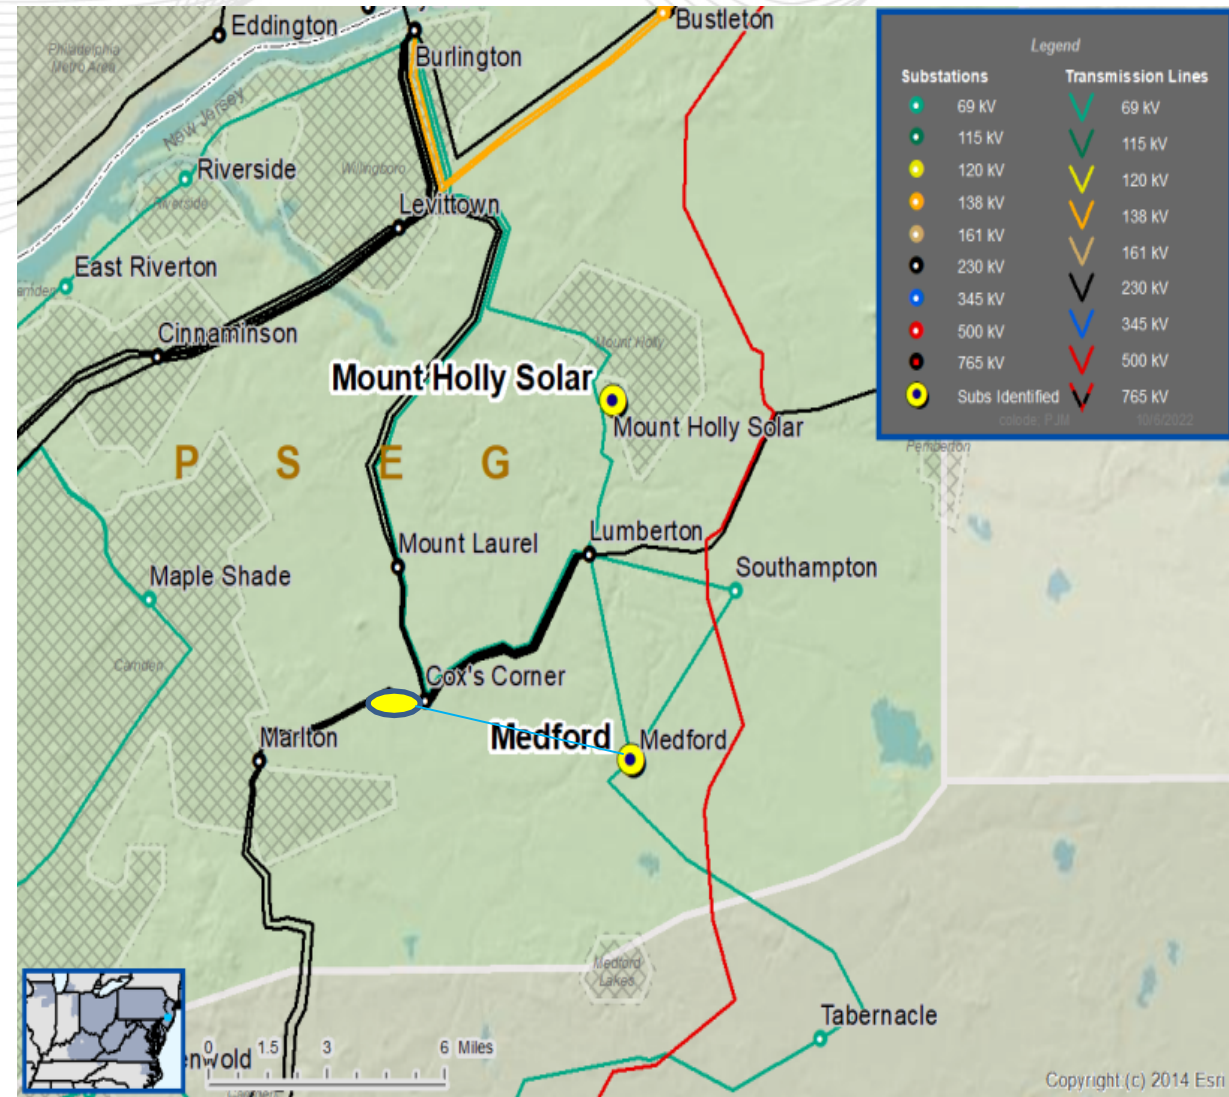 Eddington
Bustleton
Philadelphia
Metro Area
Burlington
New Jersey
Riverside
Willingboro
Riverside
Levittown
East Riverton
Cinnaminson
Mount Holly
Mount Holly Solar
Mount Holly Solar
P S E G
Pemberton
Mount Laurel
Lumberton
Maple Shade
Southampton
Camden
Cox's Corner
Marlton
Medford
Medford
Medford
Lakes
Tabernacle
0 1.5 3 6 Miles
Copyright (c) 2014 Esri
Legend
Substations Transmission Lines
69 kV 69 kV
115 kV 115 kV
120 kV 120 kV
138 kV 138 kV
161 kV 161 kV
230 kV 230 kV
345 kV 345 kV
500 kV 500 kV
765 kV 765 kV
Subs Identified
colode, PJM 10/6/2022